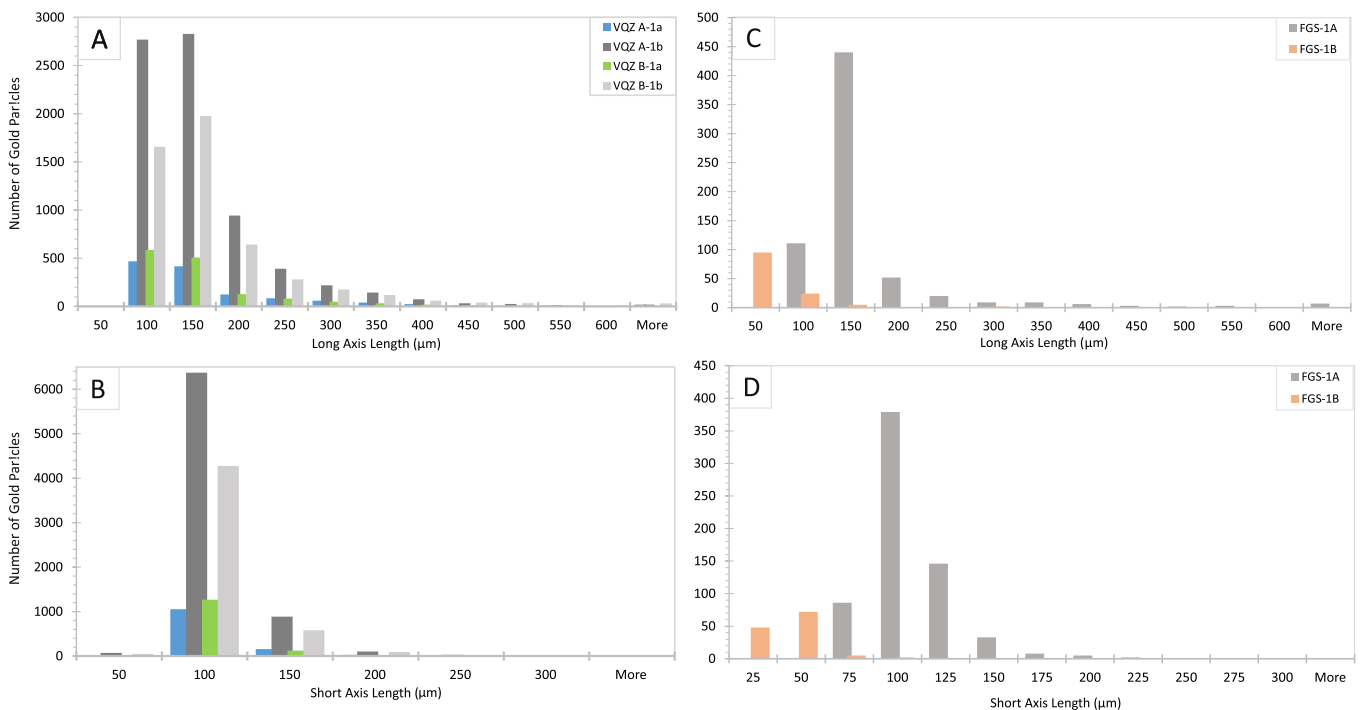 A
VQZ A-1a
VQZ A-1b
VQZ B-1a
VQZ B-1b
Number of Gold Par!cles
3000
2500
2000
1500
1000
500
0
50 100 150 200 250 300 350 400 450 500 550 600 More
Long Axis Length (μm)
C
FGS-1A
FGS-1B
500
450
400
350
300
250
200
150
100
50
0
50 100 150 200 250 300 350 400 450 500 550 600 More
Long Axis Length (μm)
B
Number of Gold Par!cles
6000
5000
4000
3000
2000
1000
0
50 100 150 200 250 300 More
Short Axis Length (μm)
D
FGS-1A
FGS-1B
450
400
350
300
250
200
150
100
50
0
25 50 75 100 125 150 175 200 225 250 275 300 More
Short Axis Length (μm)